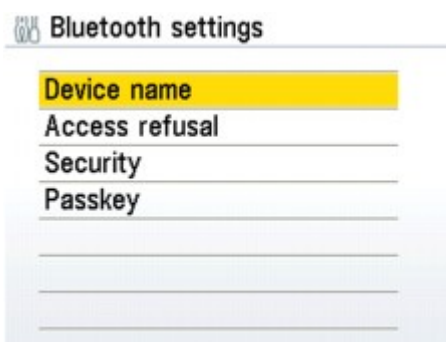 Bluetooth settings
Device name
Access refusal
Security
Passkey